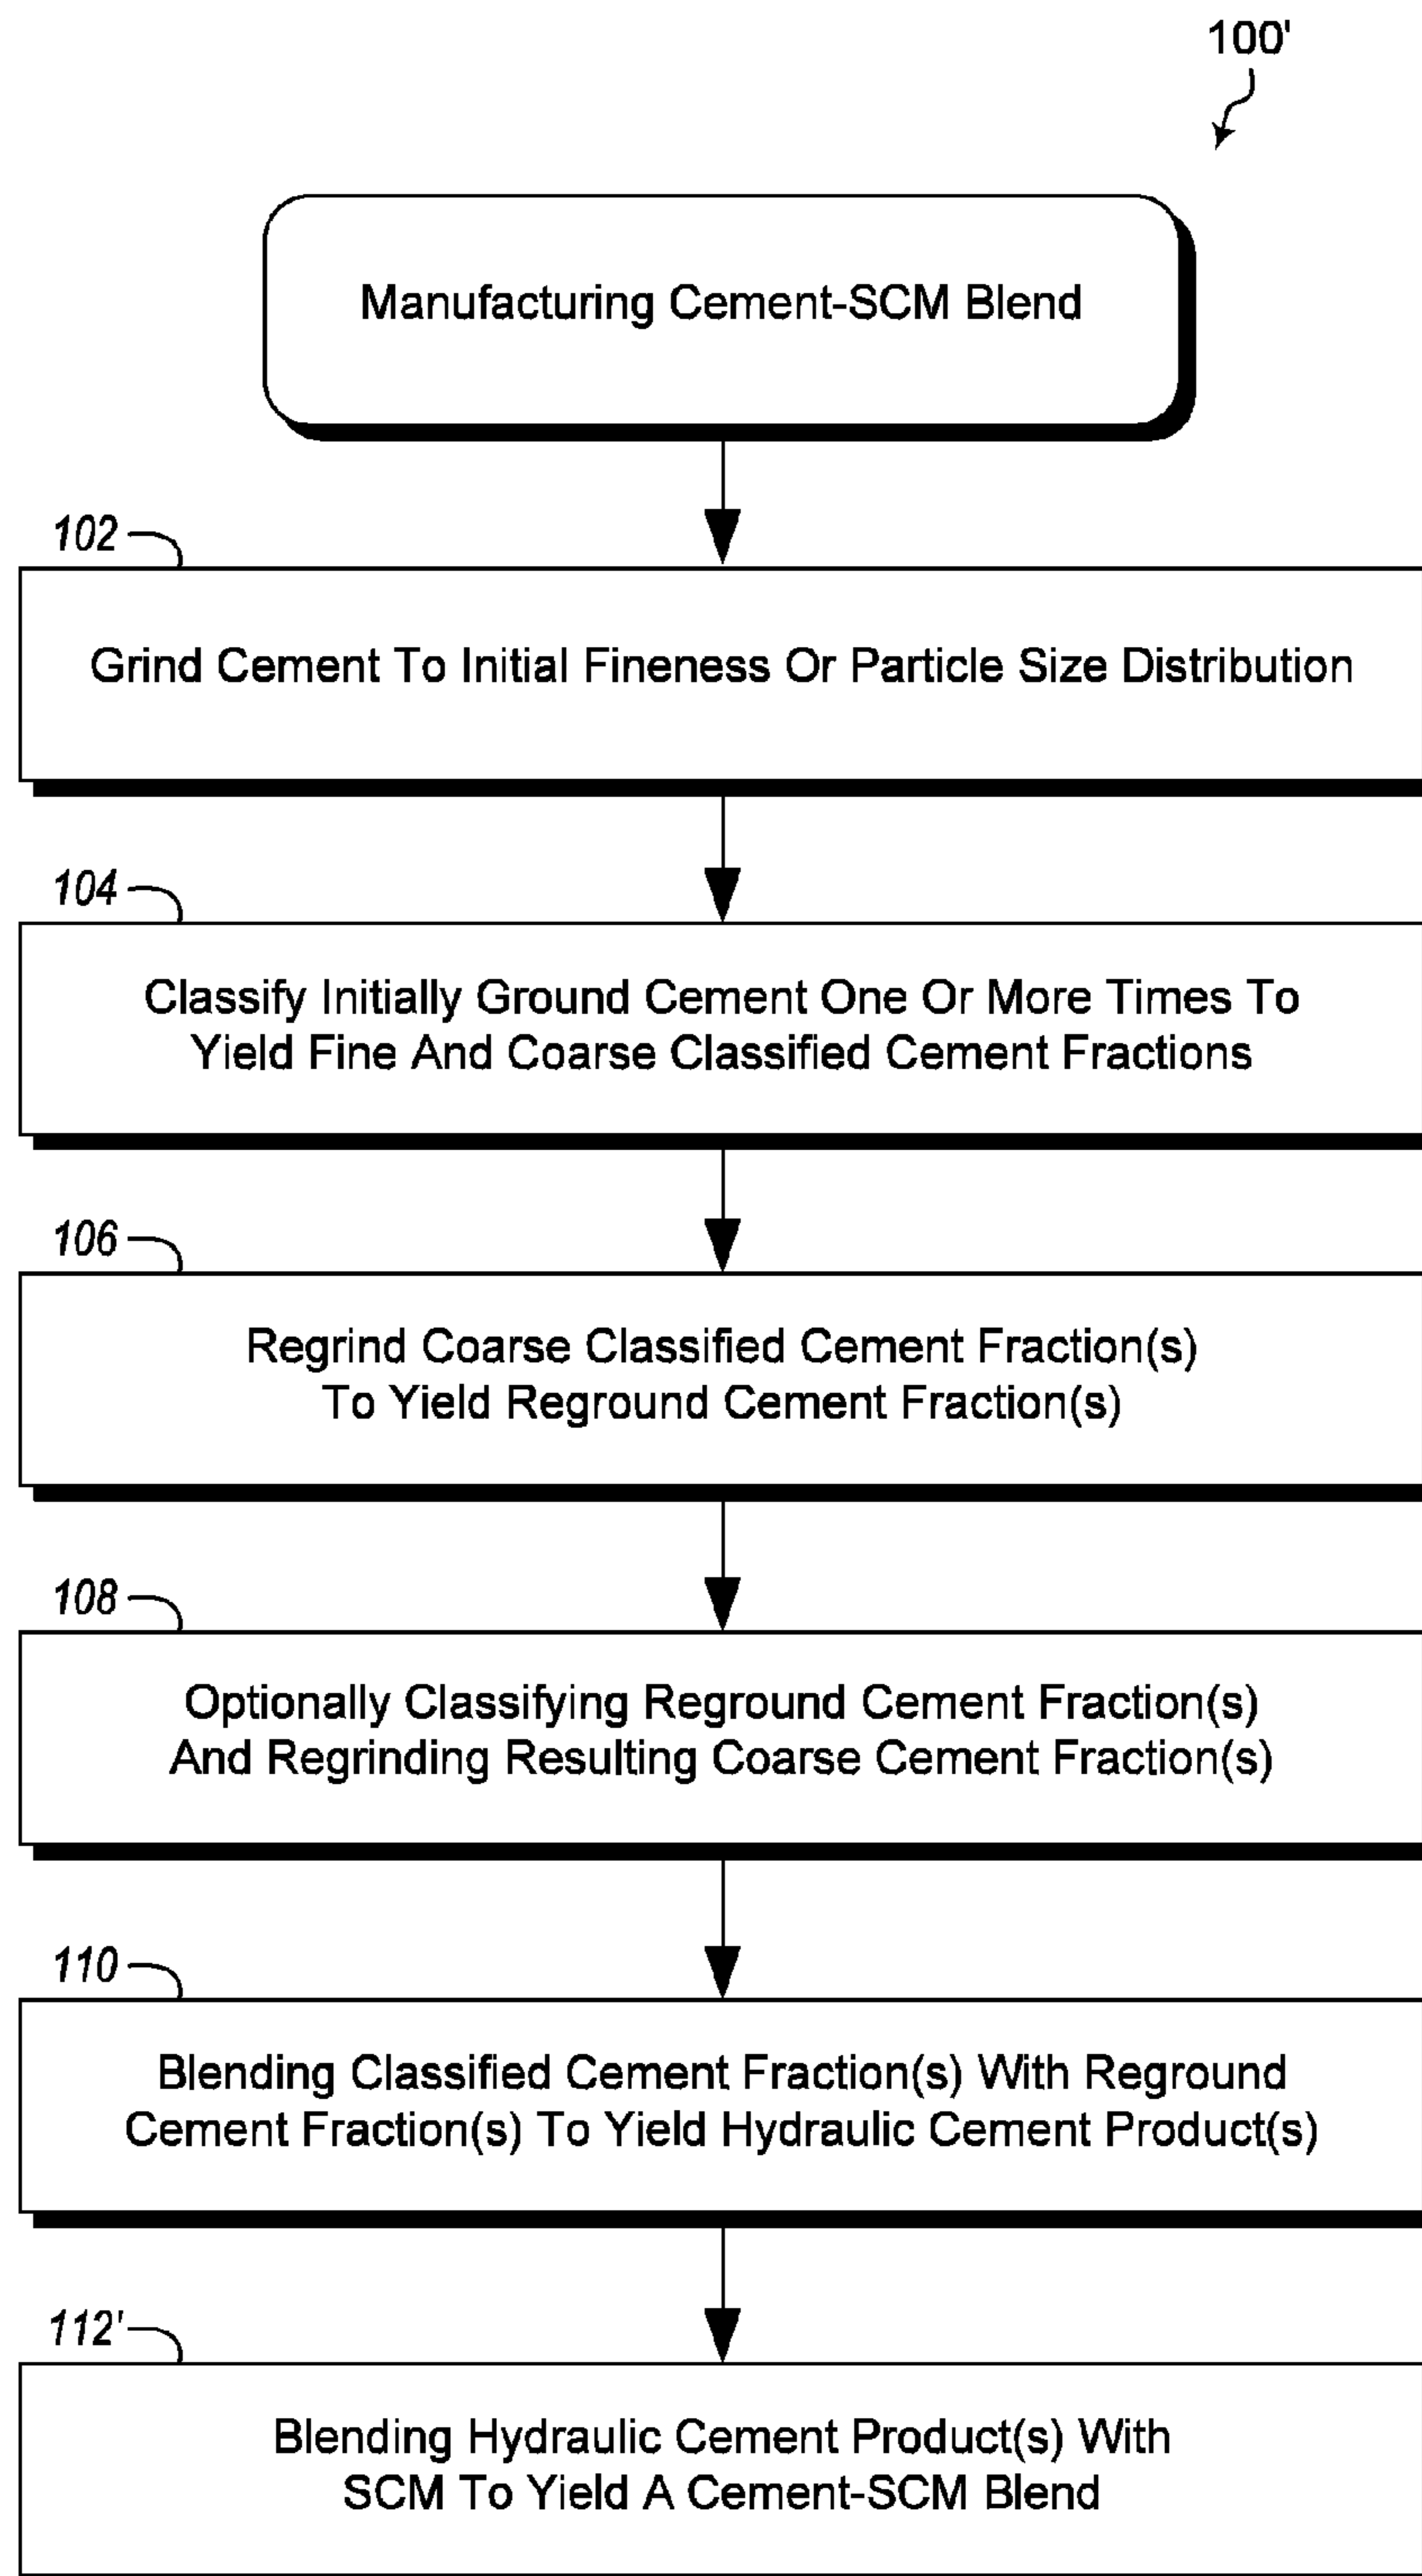 100'
Manufacturing Cement-SCM Blend
102
Grind Cement To Initial Fineness Or Particle Size Distribution
104
Classify Initially Ground Cement One Or More Times To
Yield Fine And Coarse Classified Cement Fractions
106
Regrind Coarse Classified Cement Fraction(s)
To Yield Reground Cement Fraction(s)
108
Optionally Classifying Reground Cement Fraction(s)
And Regrinding Resulting Coarse Cement Fraction(s)
110
Blending Classified Cement Fraction(s) With Reground
Cement Fraction(s) To Yield Hydraulic Cement Product(s)
112'
Blending Hydraulic Cement Product(s) With
SCM To Yield A Cement-SCM Blend